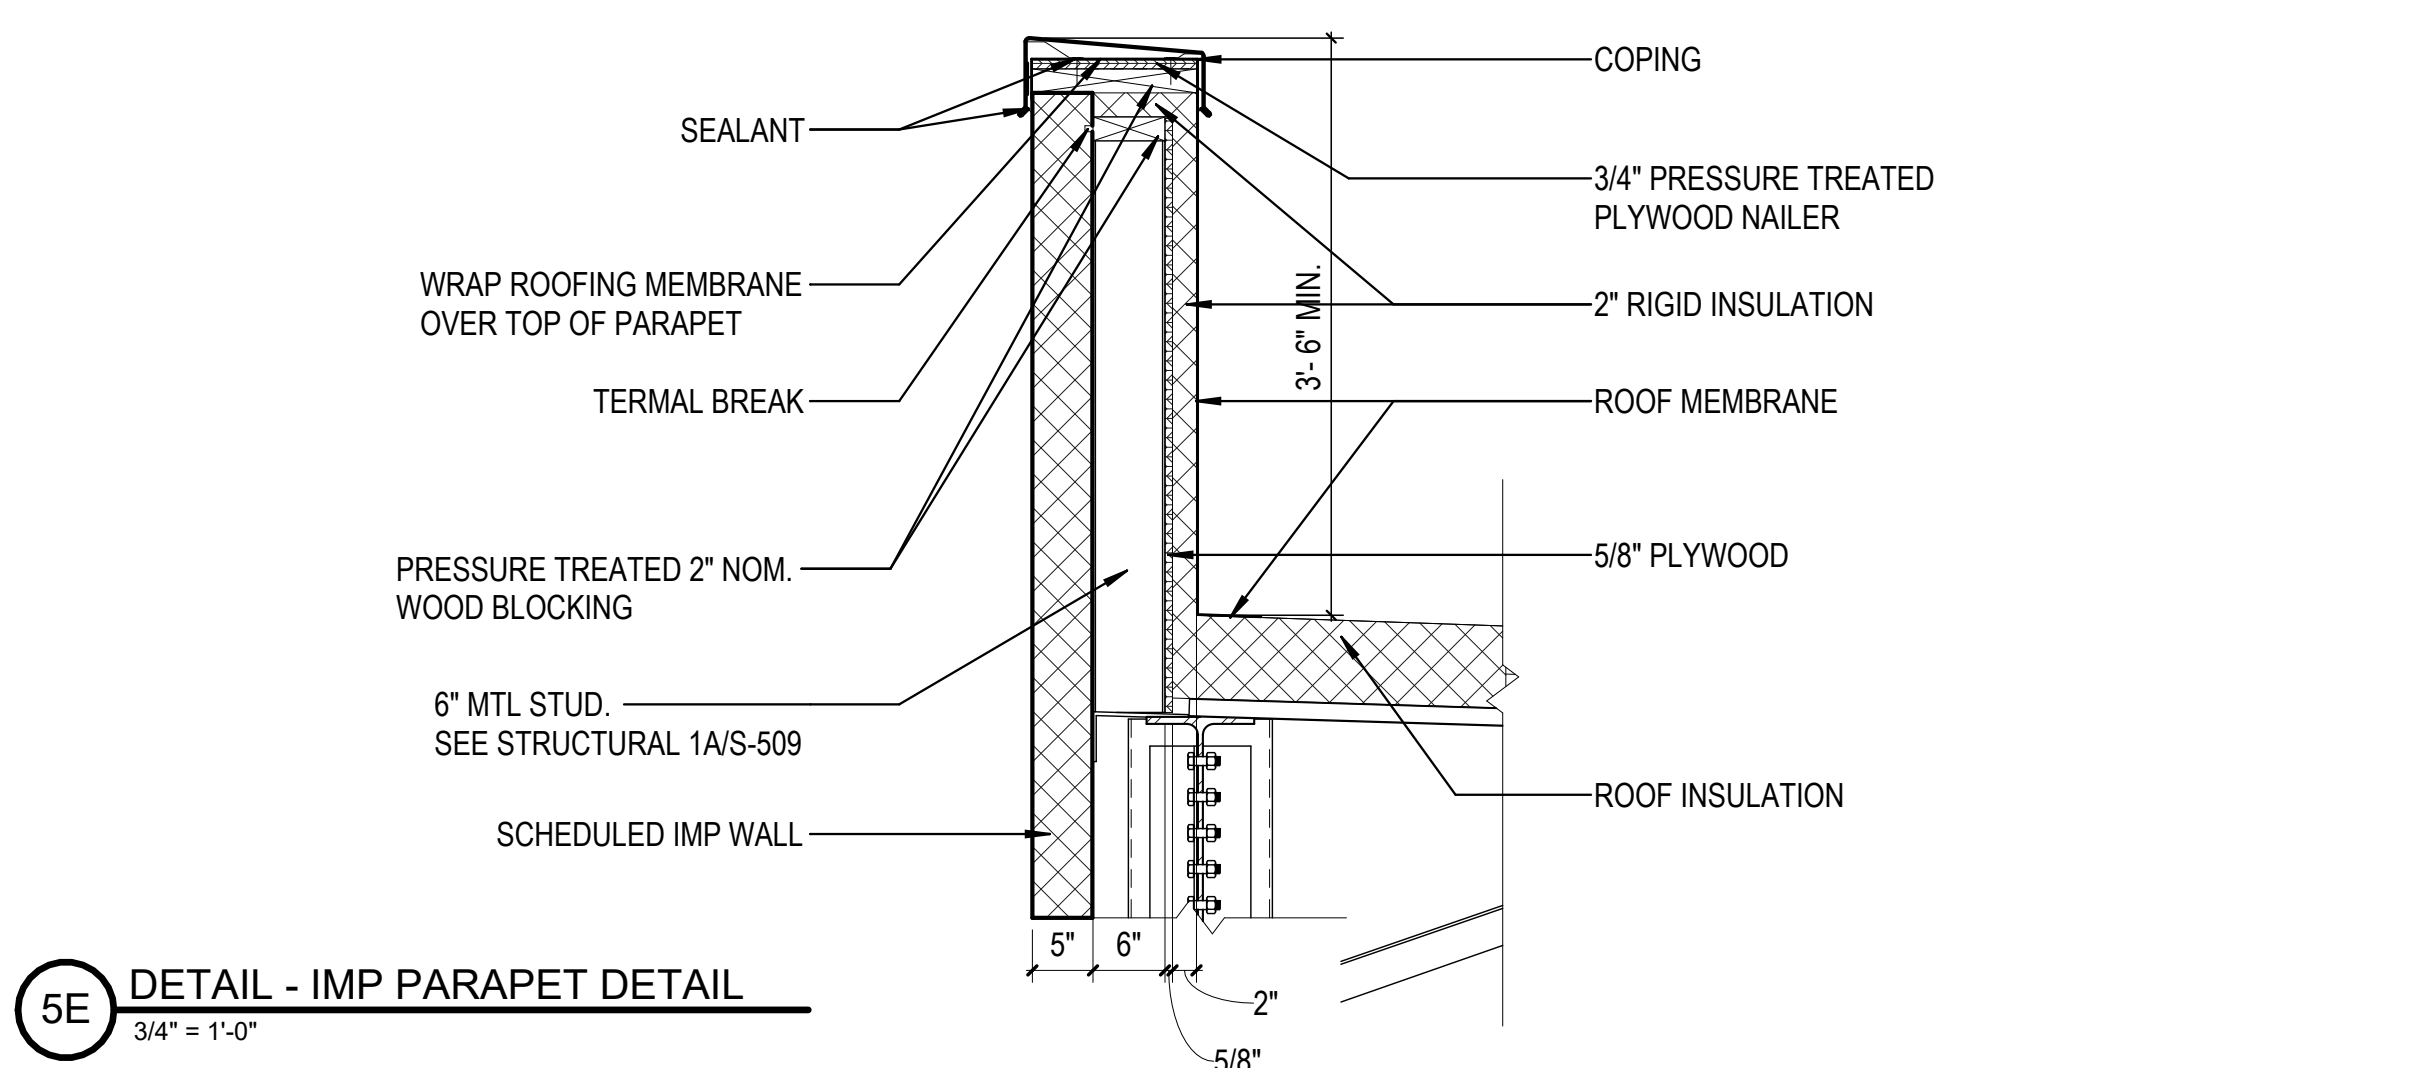 COPING
SEALANT
3/4" PRESSURE TREATED
PLYWOOD NAILER
WRAP ROOFING MEMBRANE
OVER TOP OF PARAPET
2" RIGID INSULATION
3'- 6" MIN.
TERMAL BREAK
ROOF MEMBRANE
PRESSURE TREATED 2" NOM.
WOOD BLOCKING
5/8" PLYWOOD
6" MTL STUD.
SEE STRUCTURAL 1A/S-509
ROOF INSULATION
SCHEDULED IMP WALL
5"
6"
2"
5/8"
5E
DETAIL - IMP PARAPET DETAIL
3/4" = 1'-0"